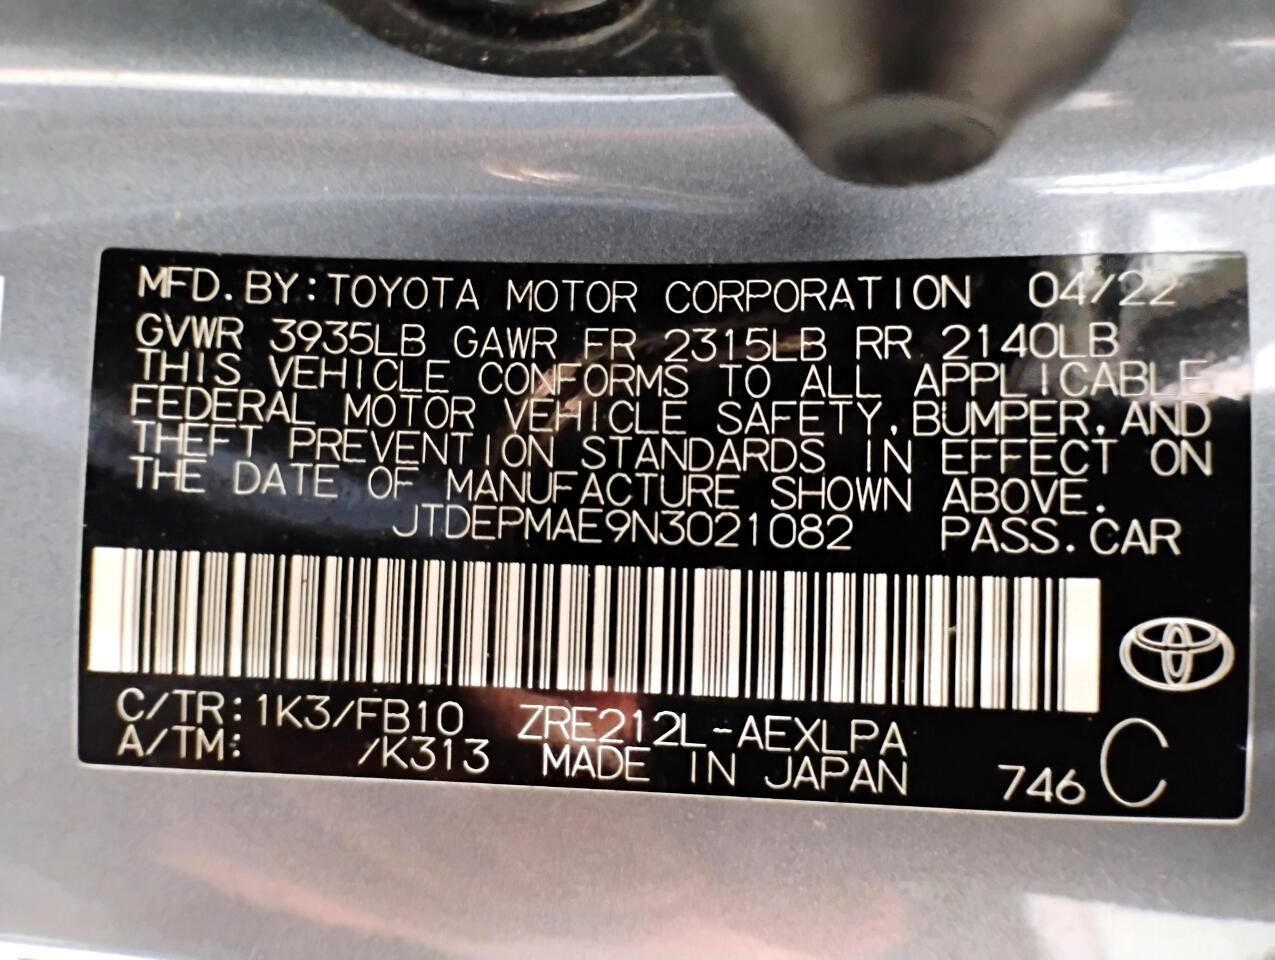 MFD. BY: TOYOTA MOTOR CORPORATION 04/22
GVWR 3935LB GAWR FR 2315LB RR 2140LB
THIS VEHICLE CONFORMS TO ALL APPLICABLE
FEDERAL MOTOR VEHICLE SAFETY, BUMPER, AND
THEFT PREVENTION STANDARDS IN EFFECT ON
THE DATE OF MANUFACTURE SHOWN ABOVE.
JTDEPMAE9N3021082 PASS. CAR
C/TR: 1K3/FB10 ZRE212L-AEXLPA
A/TM: /K313 MADE IN JAPAN 746 C